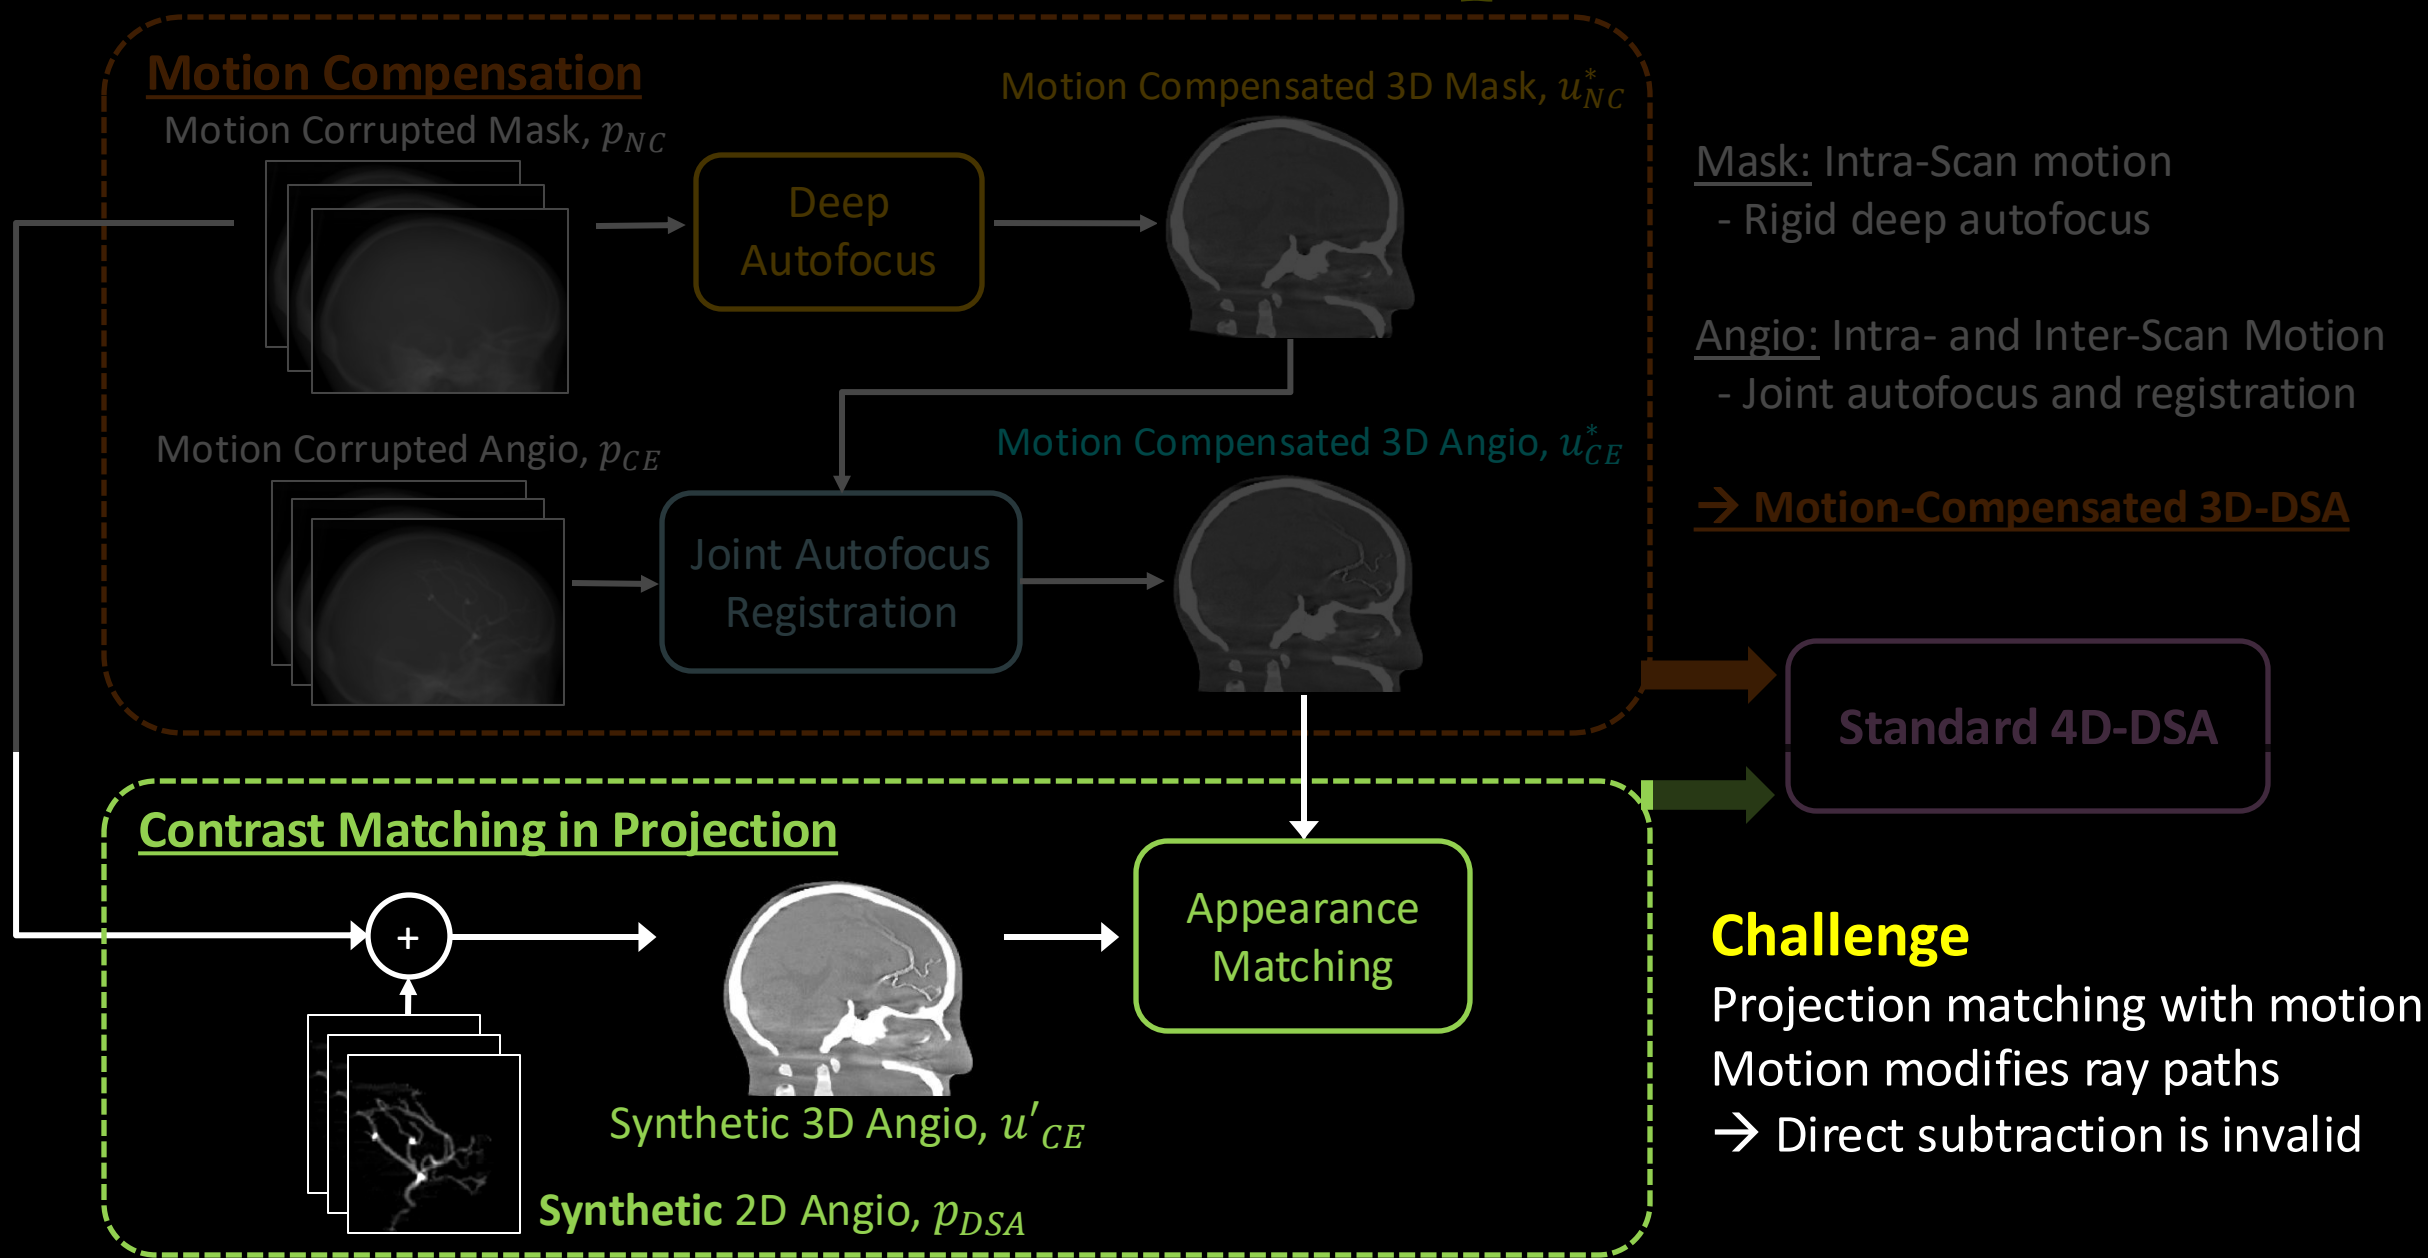 Motion Compensation
Motion Corrupted Mask, p_NC
Deep
Autofocus
Motion Compensated 3D Mask, u*_NC
Motion Corrupted Angio, p_CE
Joint Autofocus
Registration
Motion Compensated 3D Angio, u*_CE
Mask: Intra-Scan motion
- Rigid deep autofocus
Angio: Intra- and Inter-Scan Motion
- Joint autofocus and registration
→ Motion-Compensated 3D-DSA
Standard 4D-DSA
Contrast Matching in Projection
+
Appearance
Matching
Synthetic 3D Angio, u'_CE
Synthetic 2D Angio, p_DSA
Challenge
Projection matching with motion
Motion modifies ray paths
→ Direct subtraction is invalid